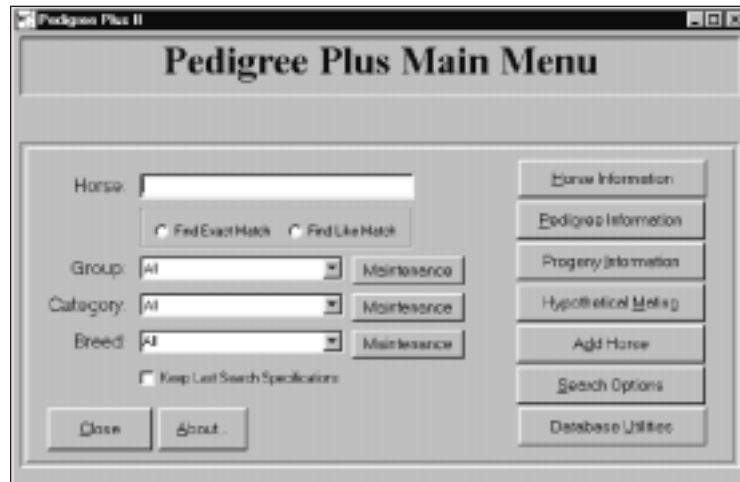 Pedigree Plus II
Pedigree Plus Main Menu
Horse:
Find Exact Match
Find Like Match
Group: All Maintenance
Category: All Maintenance
Breed: All Maintenance
Keep Last Search Specifications
Close
About...
Horse Information
Pedigree Information
Progeny Information
Hypothetical Mating
Add Horse
Search Options
Database Utilities